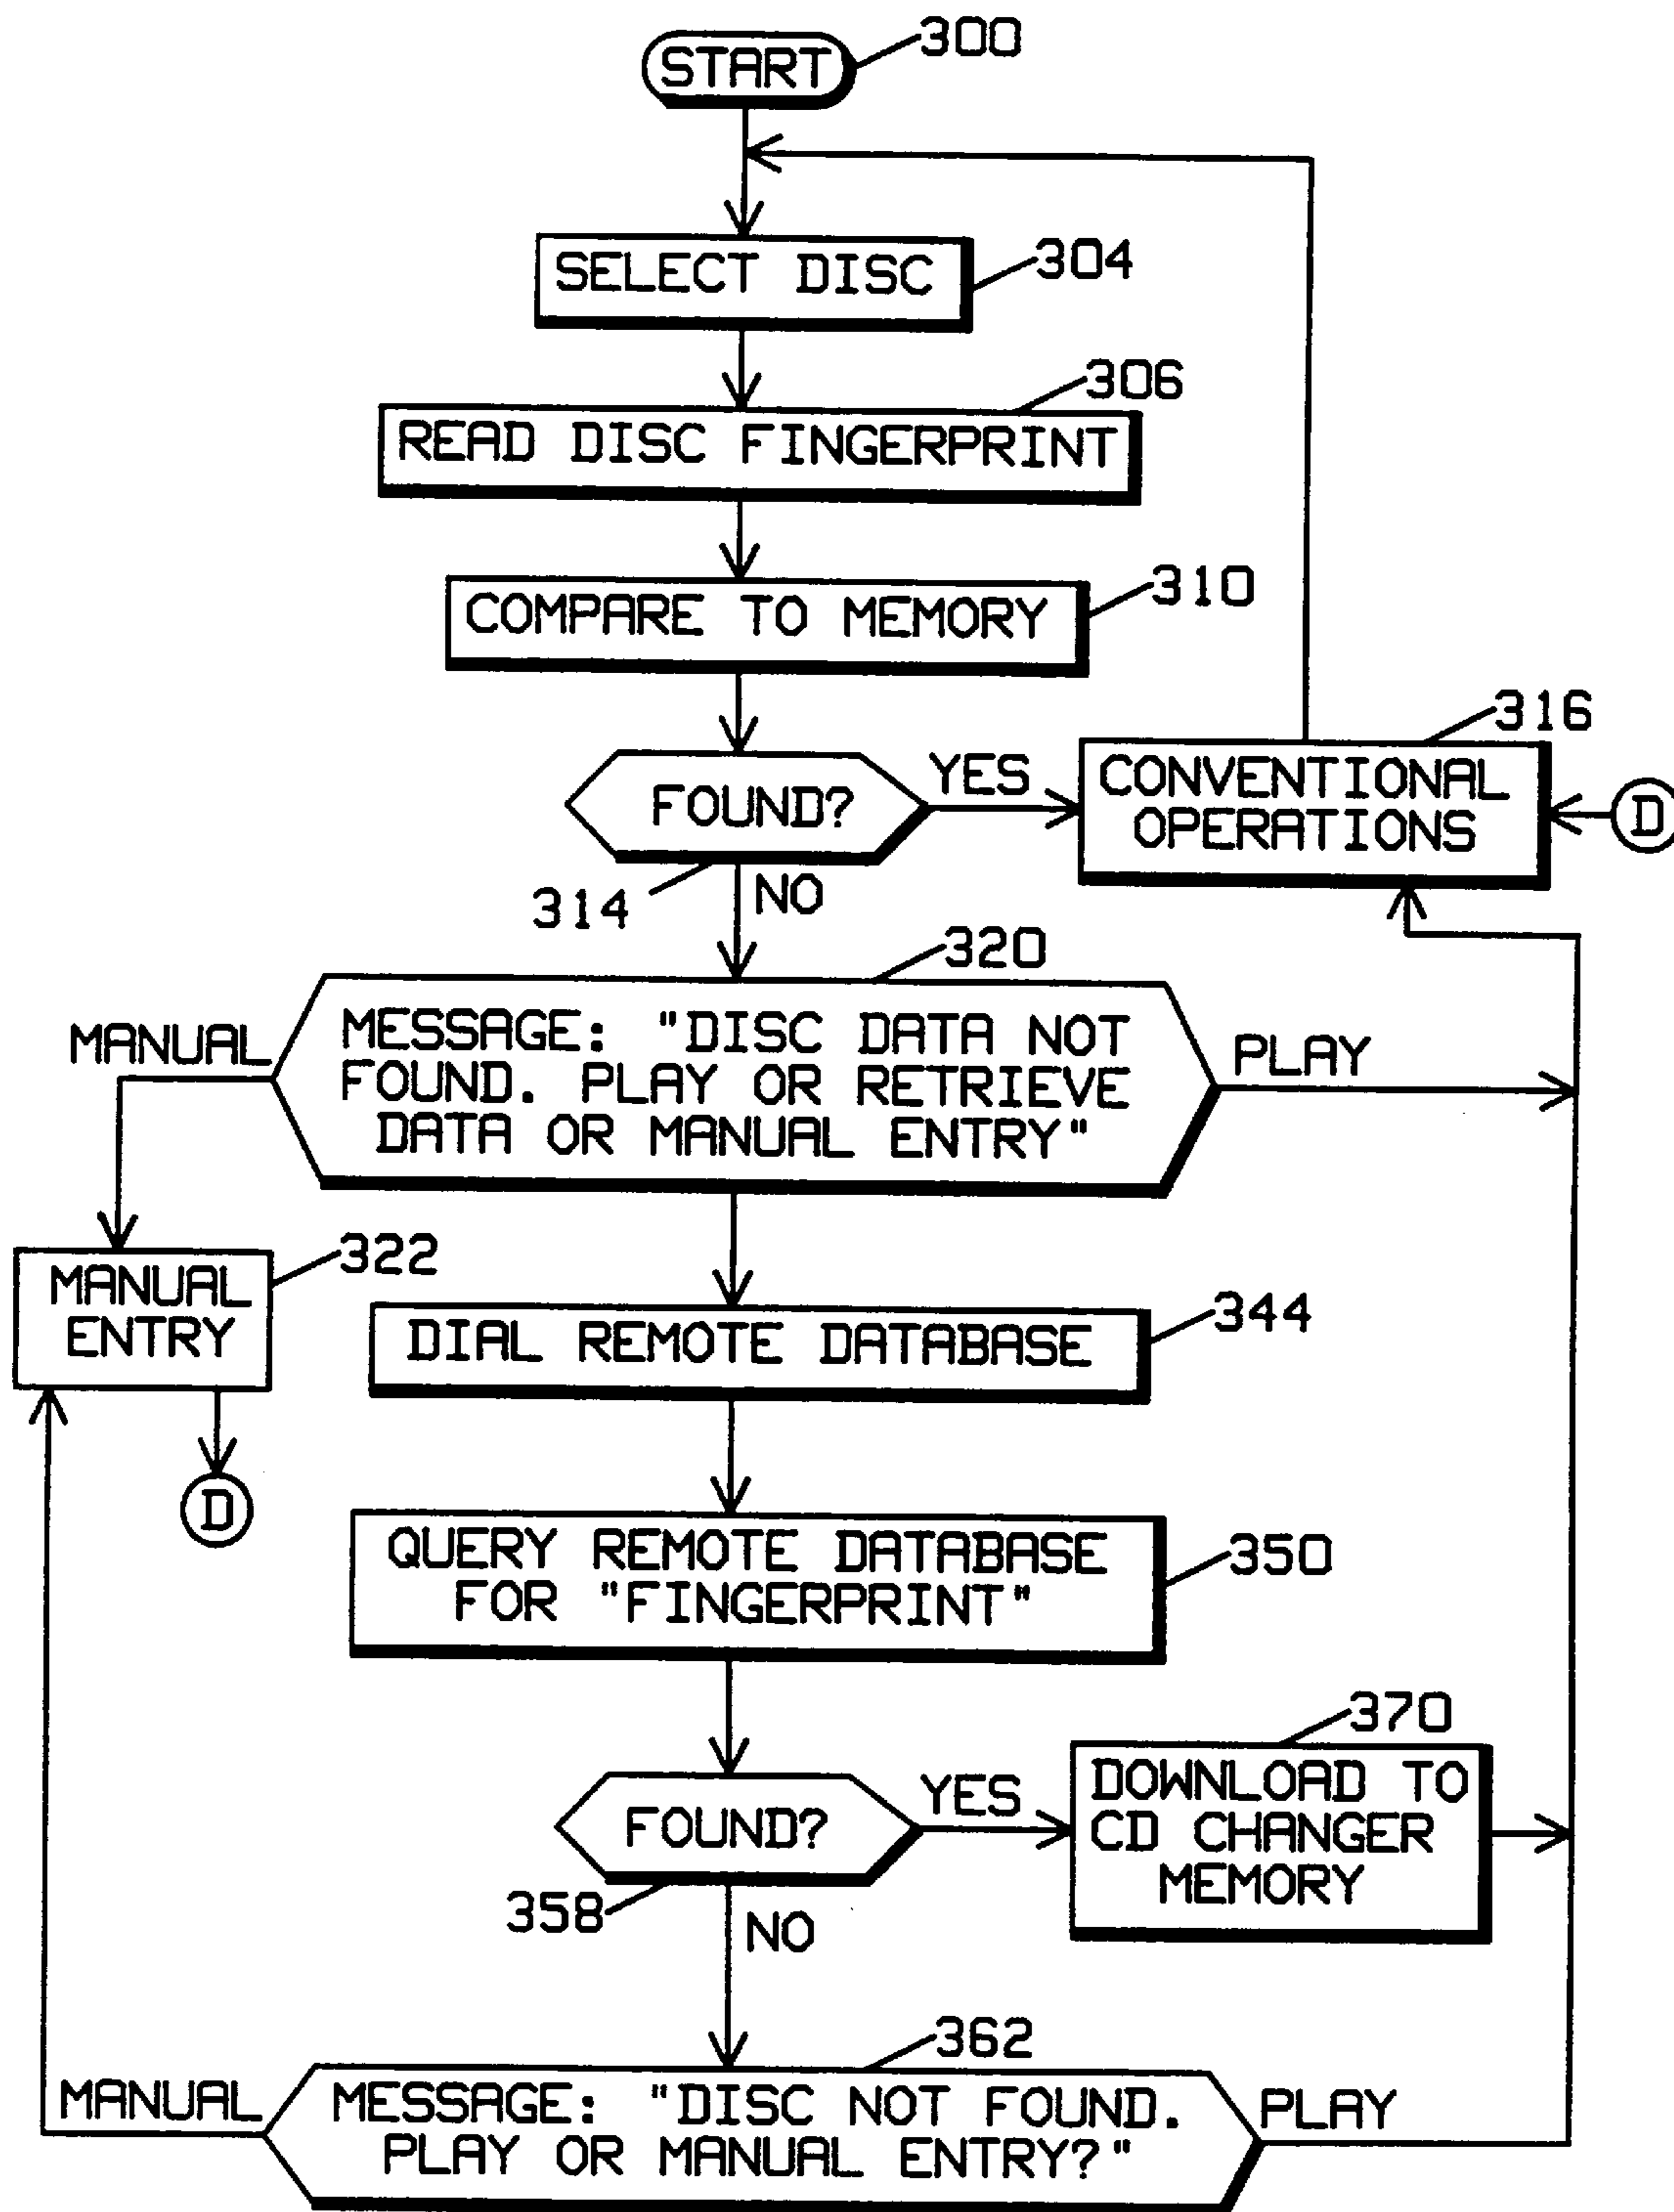 START
300
SELECT DISC
304
306
READ DISC FINGERPRINT
310
COMPARE TO MEMORY
316
FOUND?
YES
CONVENTIONAL
OPERATIONS
D
314
NO
320
MANUAL
MESSAGE: "DISC DATA NOT
FOUND. PLAY OR RETRIEVE
DATA OR MANUAL ENTRY"
PLAY
322
MANUAL
ENTRY
344
DIAL REMOTE DATABASE
D
QUERY REMOTE DATABASE
FOR "FINGERPRINT"
350
370
FOUND?
YES
DOWNLOAD TO
CD CHANGER
MEMORY
358
NO
362
MANUAL
MESSAGE: "DISC NOT FOUND.
PLAY OR MANUAL ENTRY?"
PLAY